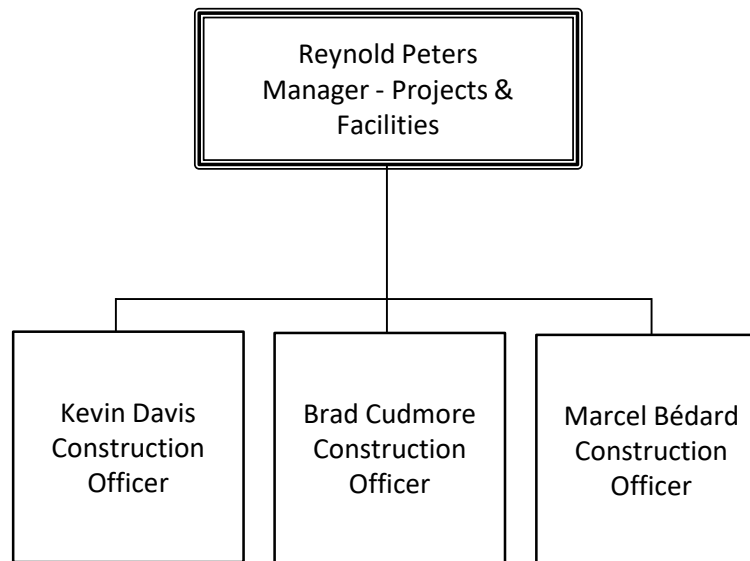 Reynold Peters
Manager - Projects &
Facilities
Kevin Davis
Construction
Officer
Brad Cudmore
Construction
Officer
Marcel Bédard
Construction
Officer